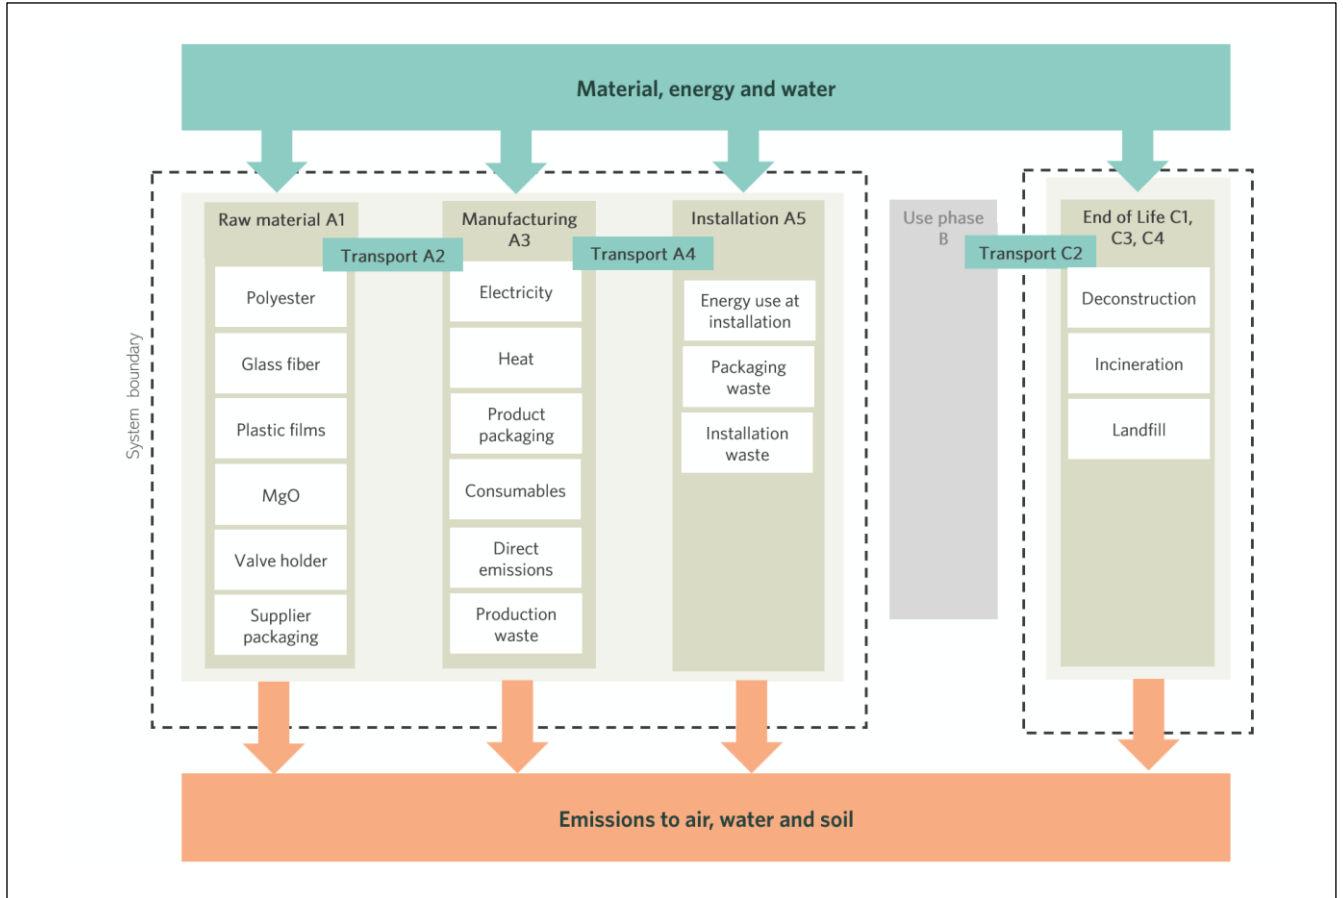 Material, energy and water
System boundary
Raw material A1
Transport A2
Polyester
Glass fiber
Plastic films
MgO
Valve holder
Supplier
packaging
Manufacturing
A3
Transport A4
Electricity
Heat
Product
packaging
Consumables
Direct
emissions
Production
waste
Installation A5
Energy use at
installation
Packaging
waste
Installation
waste
Use phase
B
Transport C2
End of Life C1,
C3, C4
Deconstruction
Incineration
Landfill
Emissions to air, water and soil